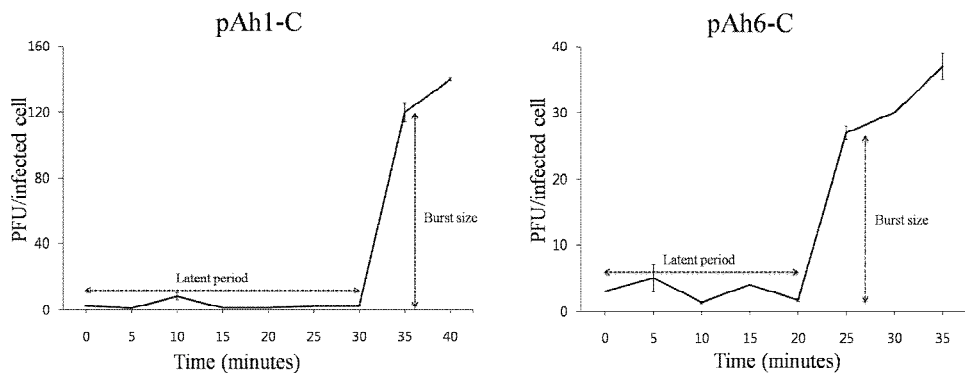 pAh1-C
PFU/infected cell
160
120
80
40
0
Latent period
Burst size
0 5 10 15 20 25 30 35 40
Time (minutes)
pAh6-C
PFU/infected cell
40
30
20
10
0
Latent period
Burst size
0 5 10 15 20 25 30 35
Time (minutes)